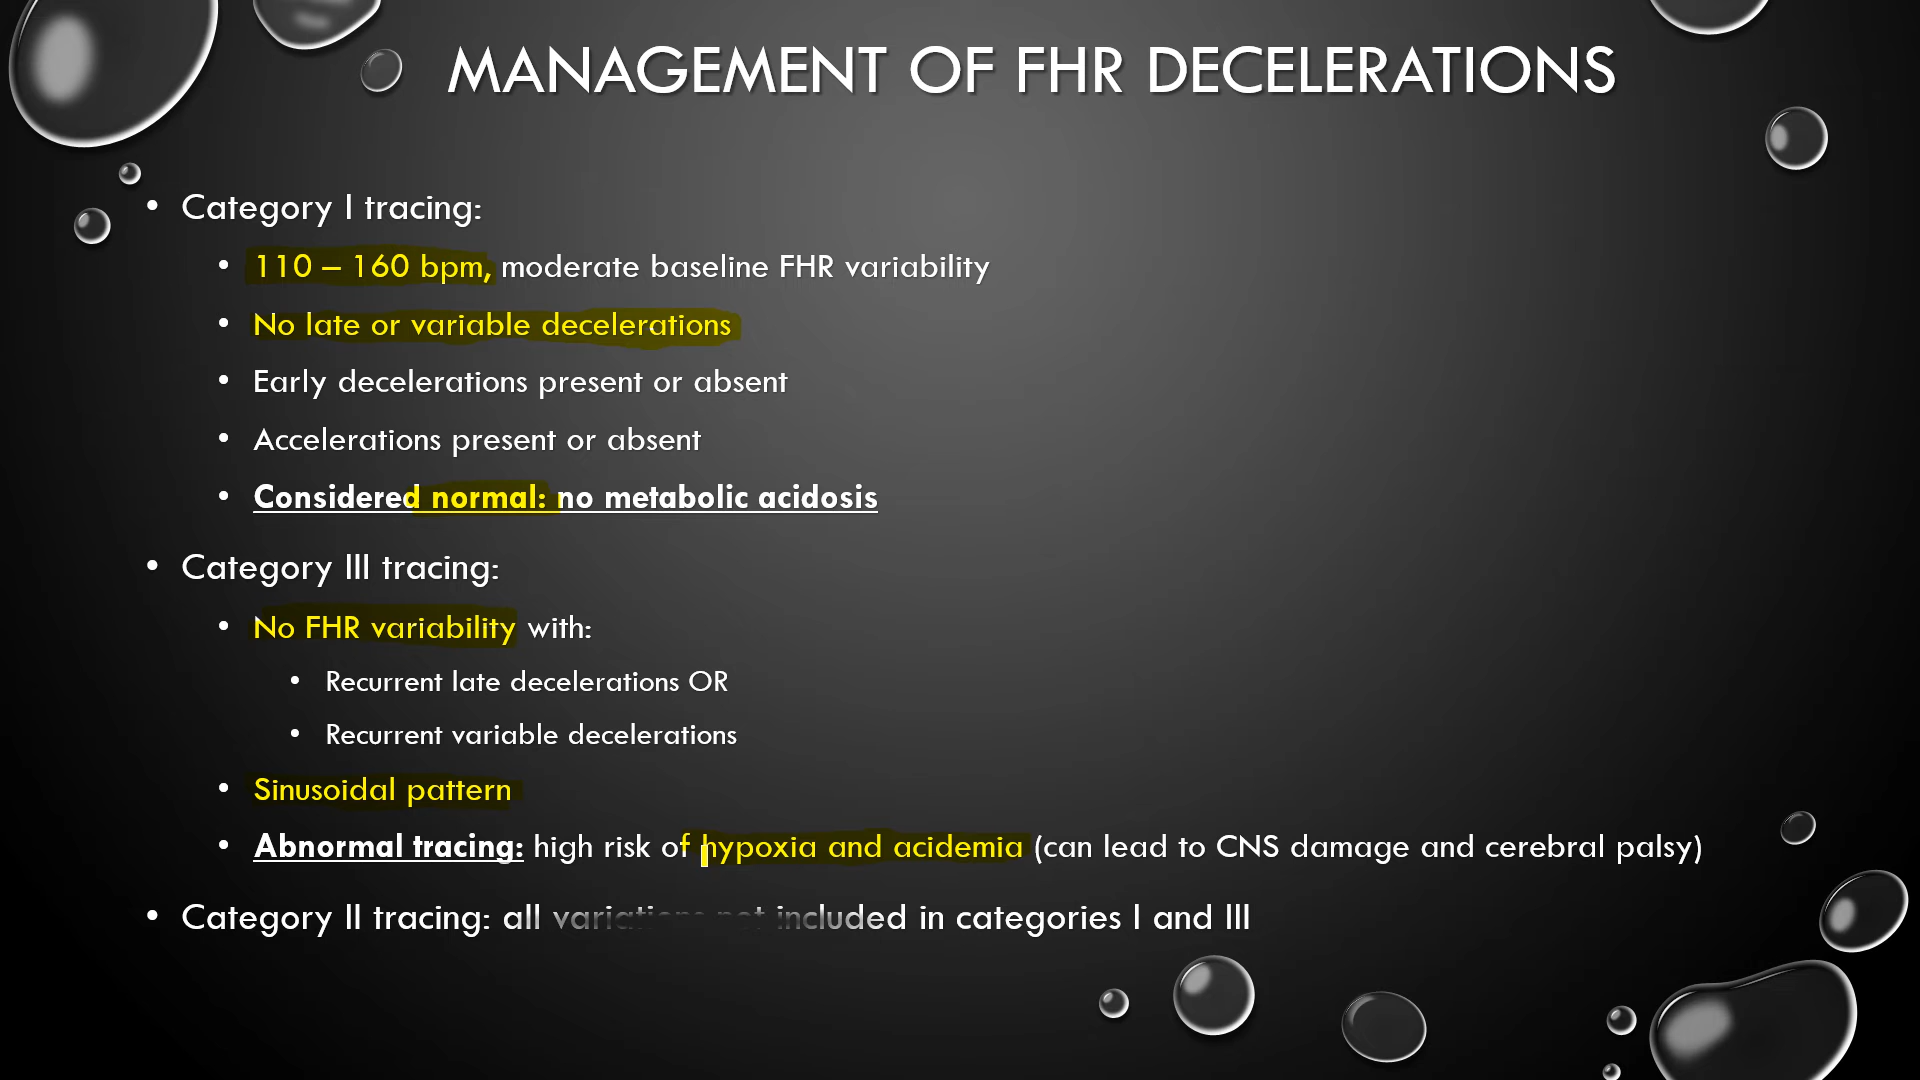 MANAGEMENT OF FHR DECELERATIONS
• Category I tracing:
• 110 – 160 bpm, moderate baseline FHR variability
• No late or variable decelerations
• Early decelerations present or absent
• Accelerations present or absent
• Considered normal: no metabolic acidosis
• Category III tracing:
• No FHR variability with:
• Recurrent late decelerations OR
• Recurrent variable decelerations
• Sinusoidal pattern
• Abnormal tracing: high risk of hypoxia and acidemia (can lead to CNS damage and cerebral palsy)
• Category II tracing: all variations not included in categories I and III